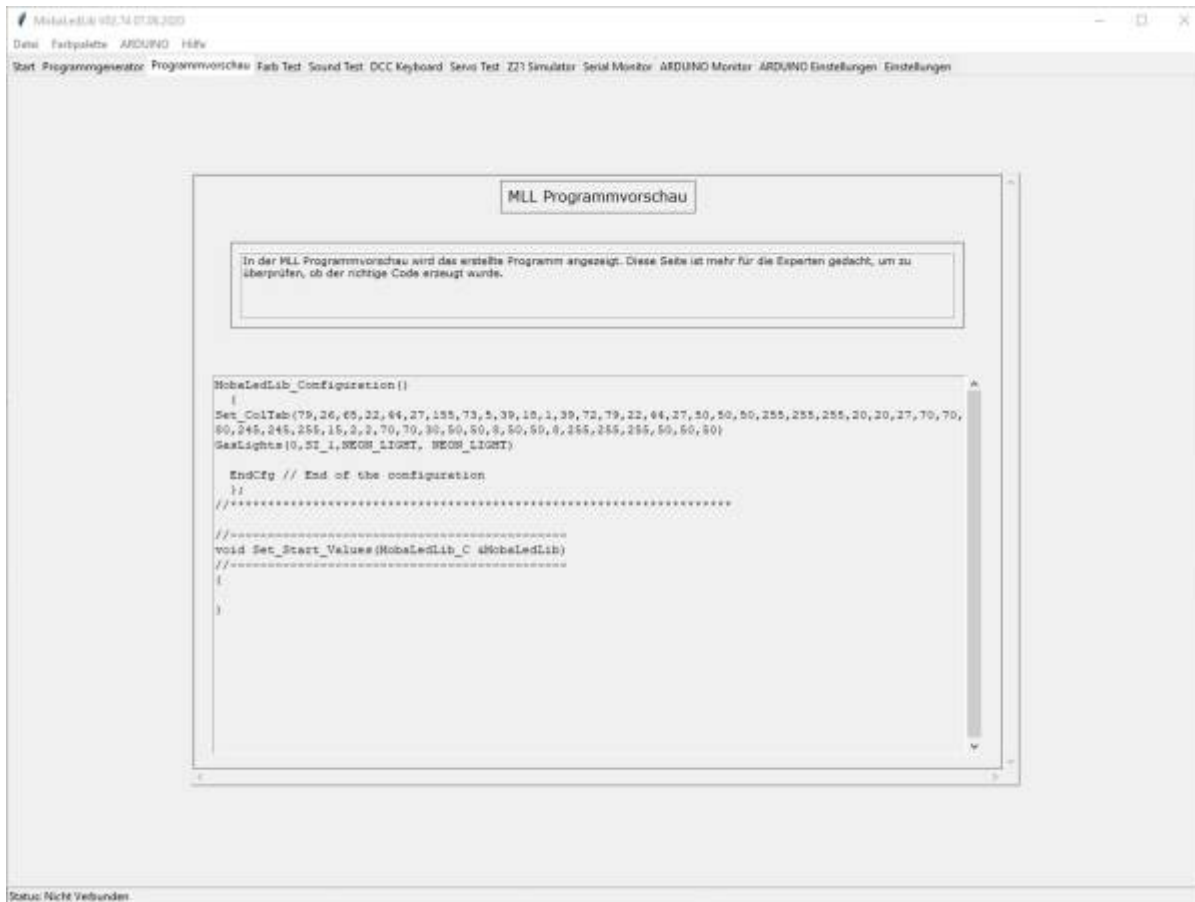 MobaLedLib V02.74 07.06.2020
Datei Farbpalette ARDUINO Hilfe
Start Programmgenerator Programmvorschau Farb Test Sound Test DCC Keyboard Servo Test Z21 Simulator Serial Monitor ARDUINO Monitor ARDUINO Einstellungen Einstellungen
MLL Programmvorschau
In der MLL Programmvorschau wird das erstellte Programm angezeigt. Diese Seite ist mehr für die Experten gedacht, um zu
überprüfen, ob der richtige Code erzeugt wurde.
MobaLedLib_Configuration()
{
Set_ColTab(79,26,65,22,44,27,155,73,5,39,18,1,39,72,79,22,44,27,50,50,50,255,255,255,20,20,27,70,70,
80,245,245,255,15,2,2,70,70,30,50,50,8,50,50,8,255,255,255,50,50,50)
GasLights(0,SI_1,NEON_LIGHT, NEON_LIGHT)
EndCfg // End of the configuration
};
//*******************************************************************
//=============================================
void Set_Start_Values(MobaLedLib_C &MobaLedLib)
//=============================================
{
}
Status: Nicht Verbunden